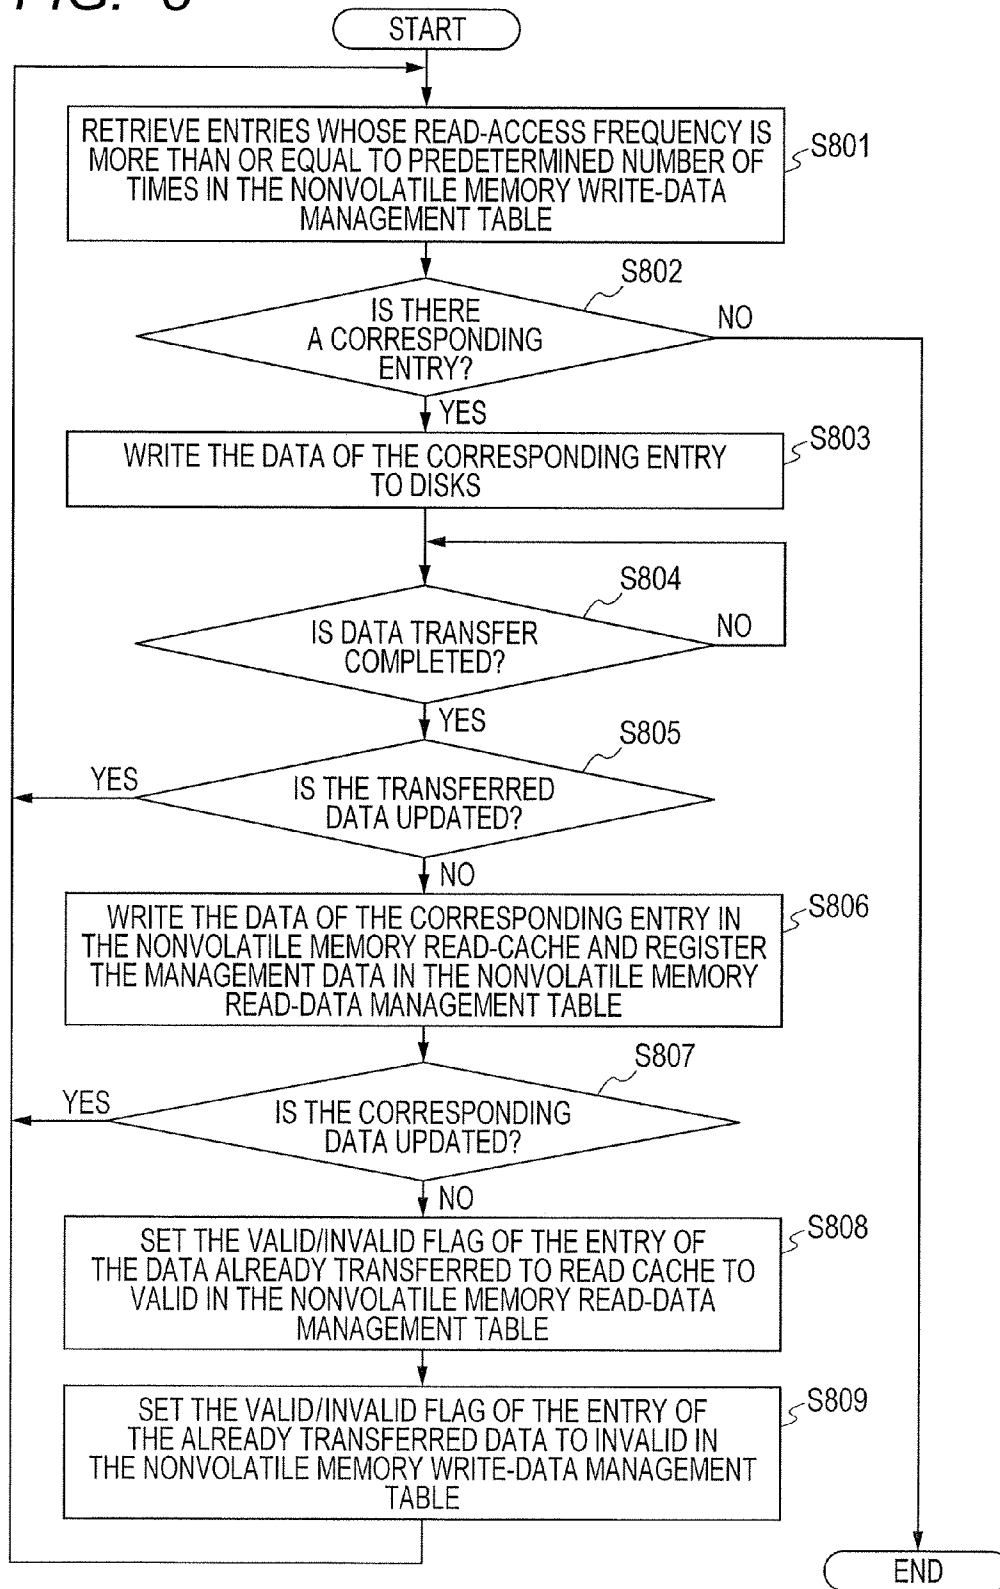 FIG. 8
START
RETRIEVE ENTRIES WHOSE READ-ACCESS FREQUENCY IS
MORE THAN OR EQUAL TO PREDETERMINED NUMBER OF
TIMES IN THE NONVOLATILE MEMORY WRITE-DATA
MANAGEMENT TABLE
S801
S802
IS THERE
A CORRESPONDING
ENTRY?
NO
YES
WRITE THE DATA OF THE CORRESPONDING ENTRY
TO DISKS
S803
S804
IS DATA TRANSFER
COMPLETED?
NO
YES
S805
IS THE TRANSFERRED
DATA UPDATED?
YES
NO
WRITE THE DATA OF THE CORRESPONDING ENTRY IN
THE NONVOLATILE MEMORY READ-CACHE AND REGISTER
THE MANAGEMENT DATA IN THE NONVOLATILE MEMORY
READ-DATA MANAGEMENT TABLE
S806
S807
IS THE CORRESPONDING
DATA UPDATED?
YES
NO
SET THE VALID/INVALID FLAG OF THE ENTRY OF
THE DATA ALREADY TRANSFERRED TO READ CACHE TO
VALID IN THE NONVOLATILE MEMORY READ-DATA
MANAGEMENT TABLE
S808
SET THE VALID/INVALID FLAG OF THE ENTRY OF
THE ALREADY TRANSFERRED DATA TO INVALID IN
THE NONVOLATILE MEMORY WRITE-DATA MANAGEMENT
TABLE
S809
END